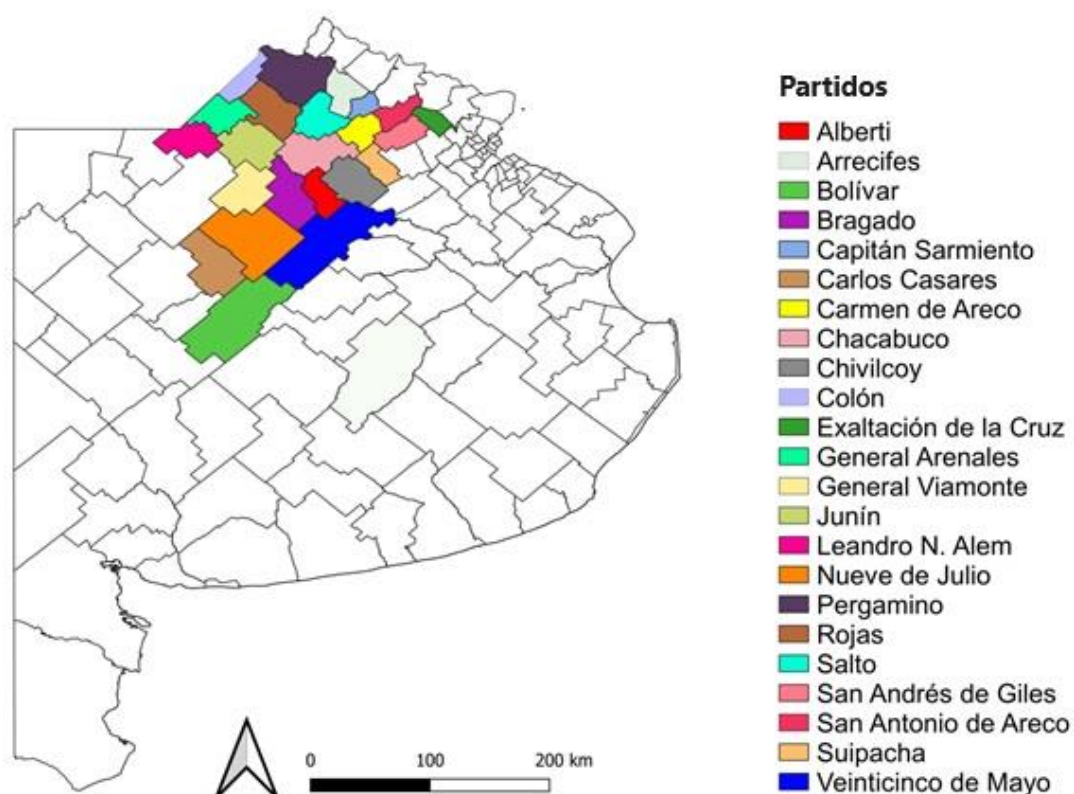 Partidos
Alberti
Arrecifes
Bolívar
Bragado
Capitán Sarmiento
Carlos Casares
Carmen de Areco
Chacabuco
Chivilcoy
Colón
Exaltación de la Cruz
General Arenales
General Viamonte
Junín
Leandro N. Alem
Nueve de Julio
Pergamino
Rojas
Salto
San Andrés de Giles
San Antonio de Areco
Suipacha
Veinticinco de Mayo
0 100 200 km